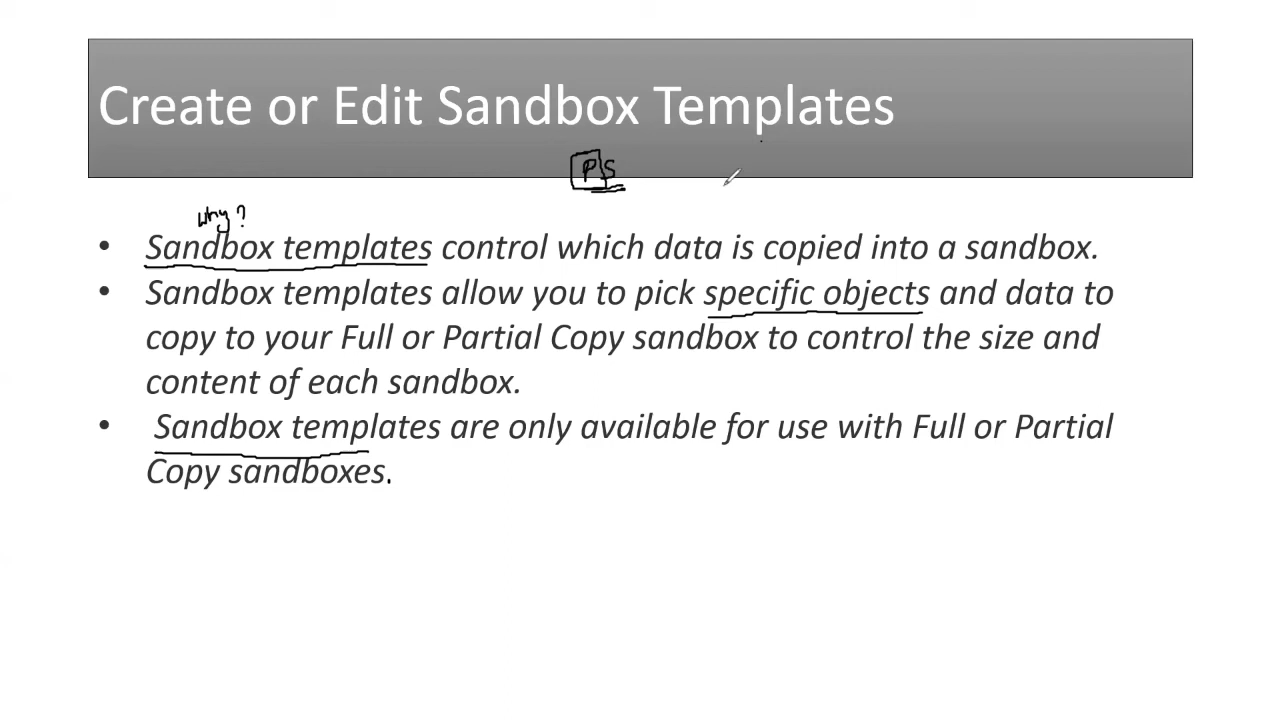 Create or Edit Sandbox Templates
PS
why?
• Sandbox templates control which data is copied into a sandbox.
• Sandbox templates allow you to pick specific objects and data to
copy to your Full or Partial Copy sandbox to control the size and
content of each sandbox.
• Sandbox templates are only available for use with Full or Partial
Copy sandboxes.